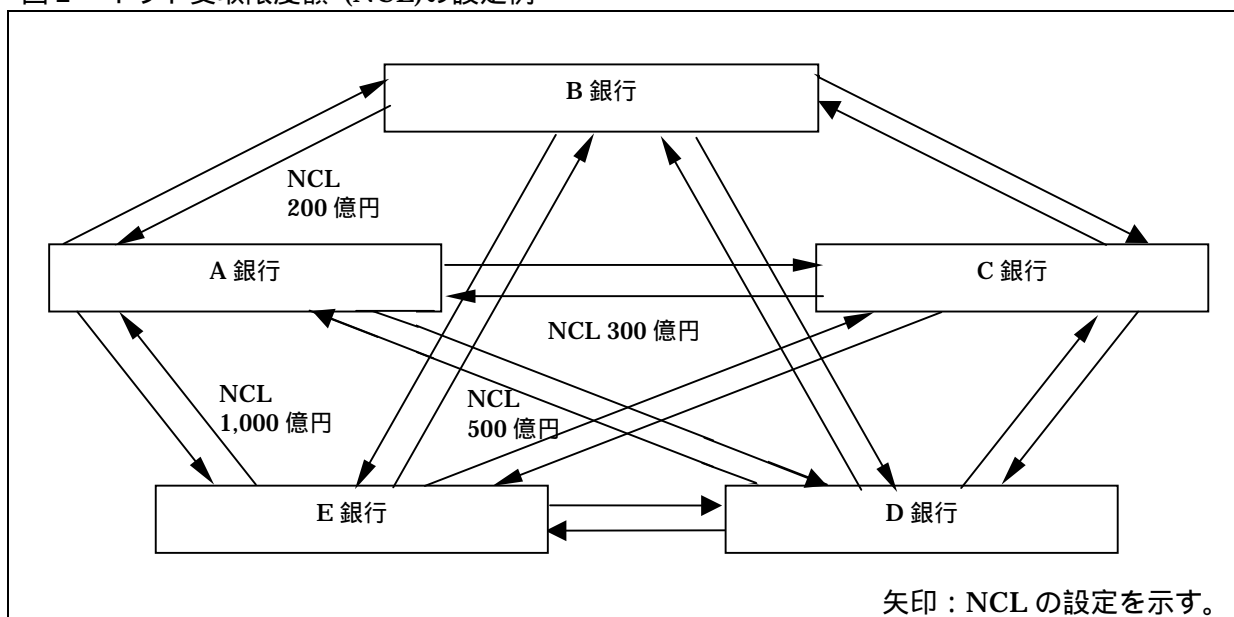 B 銀行
NCL
200 億円
A 銀行
C 銀行
NCL 300 億円
NCL
1,000 億円
NCL
500 億円
E 銀行
D 銀行
矢印：NCL の設定を示す。